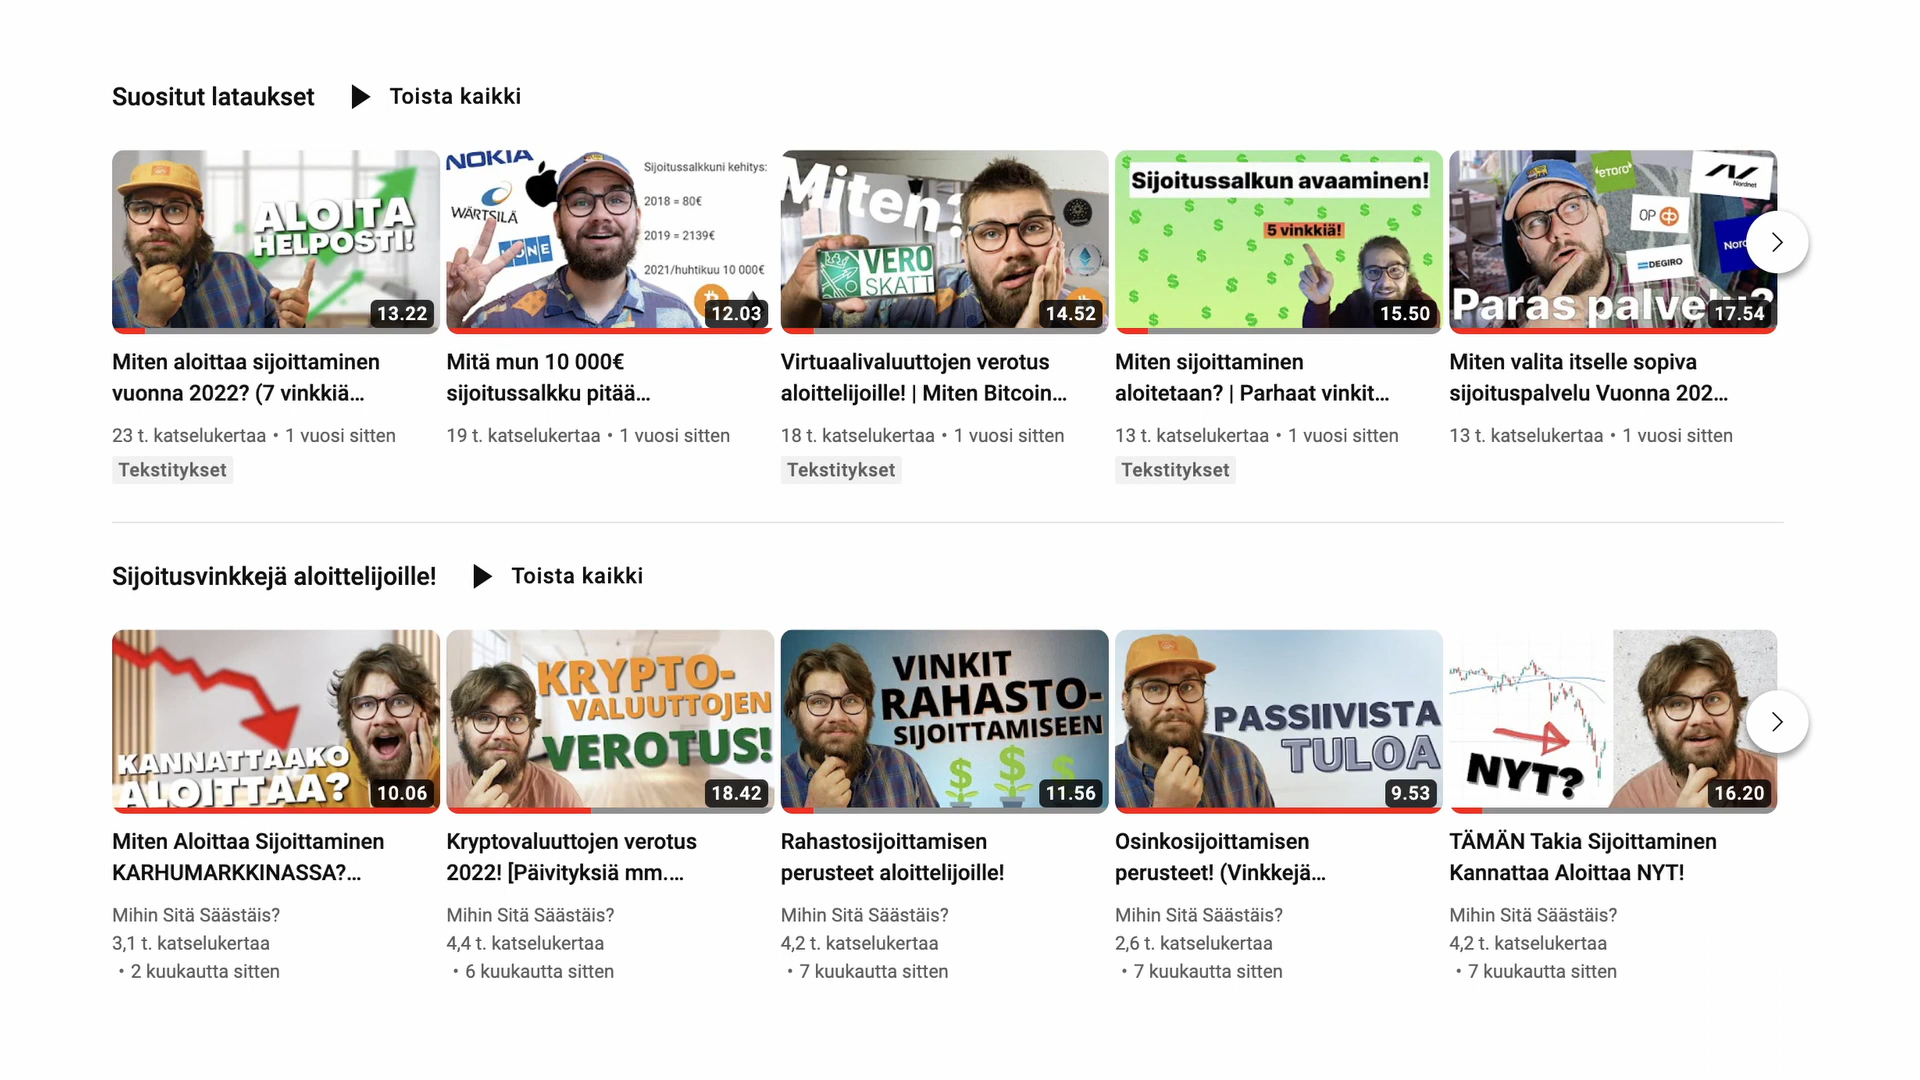 Suositut lataukset
Toista kaikki
ALOITA
HELPOSTI!
13.22
NOKIA
WÄRTSILÄ
Sijoitussalkkuni kehitys:
2018 = 80€
2019 = 2139€
2021/huhtikuu 10 000€
12.03
Miten?
VERO
SKATT
14.52
Sijoitussalkun avaaminen!
5 vinkkiä!
15.50
eToro
Nordnet
OP
DEGIRO
Paras palvelu?
17.54
Miten aloittaa sijoittaminen
vuonna 2022? (7 vinkkiä…
23 t. katselukertaa • 1 vuosi sitten
Tekstitykset
Mitä mun 10 000€
sijoitussalkku pitää…
19 t. katselukertaa • 1 vuosi sitten
Virtuaalivaluuttojen verotus
aloittelijoille! | Miten Bitcoin…
18 t. katselukertaa • 1 vuosi sitten
Tekstitykset
Miten sijoittaminen
aloitetaan? | Parhaat vinkit…
13 t. katselukertaa • 1 vuosi sitten
Tekstitykset
Miten valita itselle sopiva
sijoituspalvelu Vuonna 202…
13 t. katselukertaa • 1 vuosi sitten
Sijoitusvinkkejä aloittelijoille!
Toista kaikki
KANNATTAAKO
ALOITTAA?
10.06
KRYPTO-
VALUUTTOJEN
VEROTUS!
18.42
VINKIT
RAHASTO-
SIJOITTAMISEEN
11.56
PASSIIVISTA
TULOA
9.53
NYT?
16.20
Miten Aloittaa Sijoittaminen
KARHUMARKKINASSA?…
Mihin Sitä Säästäis?
3,1 t. katselukertaa
• 2 kuukautta sitten
Kryptovaluuttojen verotus
2022! [Päivityksiä mm.…
Mihin Sitä Säästäis?
4,4 t. katselukertaa
• 6 kuukautta sitten
Rahastosijoittamisen
perusteet aloittelijoille!
Mihin Sitä Säästäis?
4,2 t. katselukertaa
• 7 kuukautta sitten
Osinkosijoittamisen
perusteet! (Vinkkejä…
Mihin Sitä Säästäis?
2,6 t. katselukertaa
• 7 kuukautta sitten
TÄMÄN Takia Sijoittaminen
Kannattaa Aloittaa NYT!
Mihin Sitä Säästäis?
4,2 t. katselukertaa
• 7 kuukautta sitten